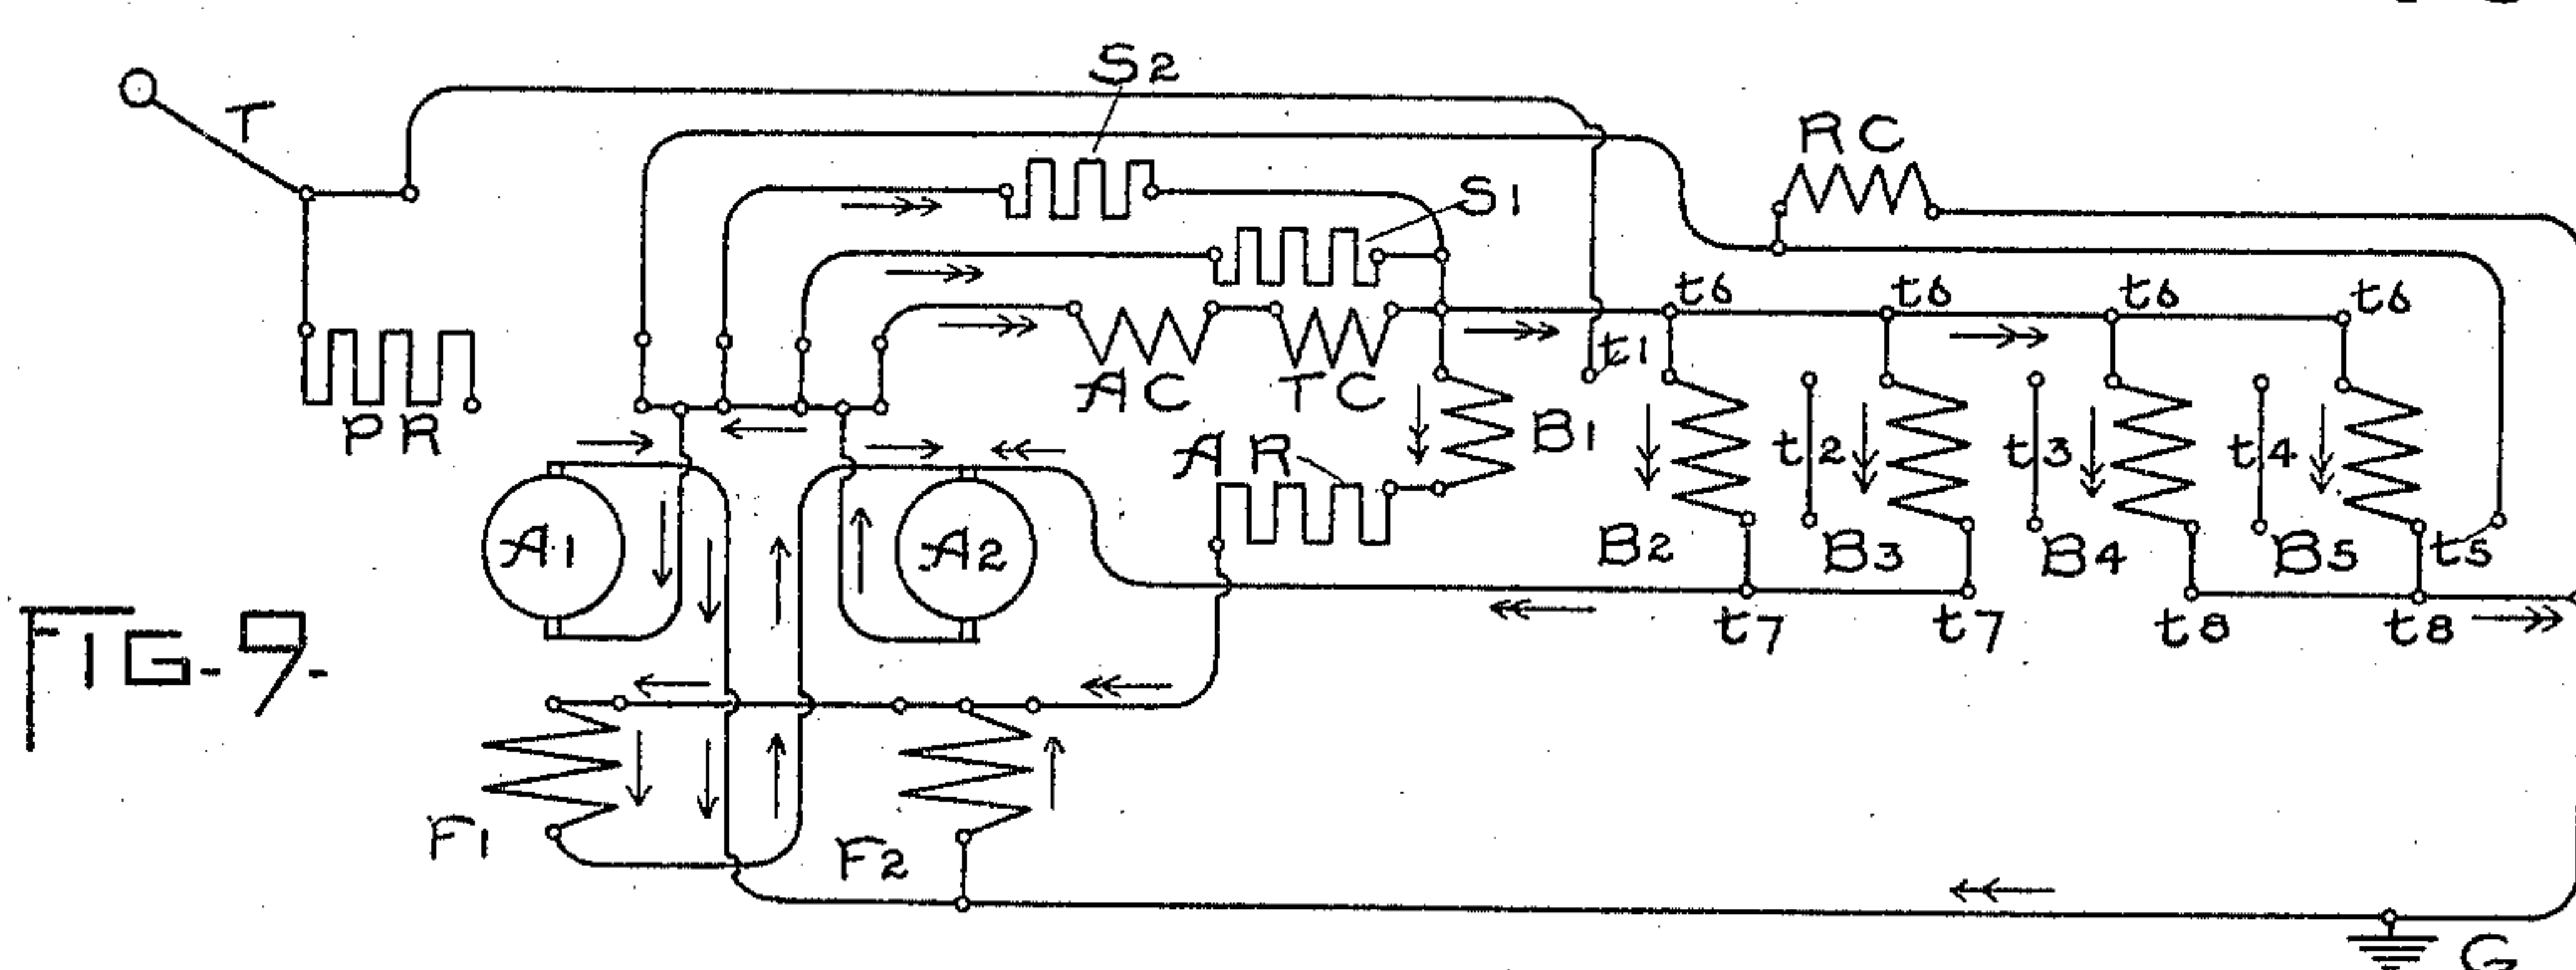 S2
T
RC
S1
t6 t6 t6 t6
t1
AC TC
PR
B1
AR
t2 t3 t4
A1 A2
B2 B3 B4 B5 t5
t7 t7 t8 t8
FIG-9-
F1 F2
G